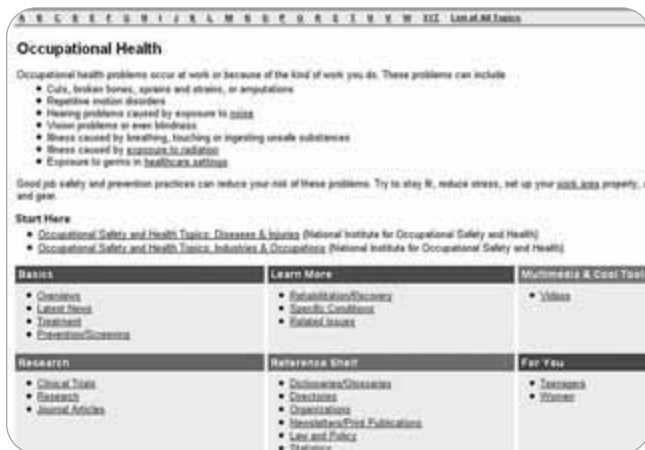 A B C D E F G H I J K L M N O P Q R S T U V W XYZ List of All Topics
Occupational Health
Occupational health problems occur at work or because of the kind of work you do. These problems can include
• Cuts, broken bones, sprains and strains, or amputations
• Repetitive motion disorders
• Hearing problems caused by exposure to noise
• Vision problems or even blindness
• Illness caused by breathing, touching or ingesting unsafe substances
• Illness caused by exposure to radiation
• Exposure to germs in healthcare settings
Good job safety and prevention practices can reduce your risk of these problems. Try to stay fit, reduce stress, set up your work area properly,
and gear.
Start Here
• Occupational Safety and Health Topics: Diseases & Injuries (National Institute for Occupational Safety and Health)
• Occupational Safety and Health Topics: Industries & Occupations (National Institute for Occupational Safety and Health)
Basics
• Overviews
• Latest News
• Treatment
• Prevention/Screening
Learn More
• Rehabilitation/Recovery
• Specific Conditions
• Related Issues
Multimedia & Cool Tools
• Videos
Research
• Clinical Trials
• Research
• Journal Articles
Reference Shelf
• Dictionaries/Glossaries
• Directories
• Organizations
• Newsletters/Print Publications
• Law and Policy
• Statistics
For You
• Teenagers
• Women